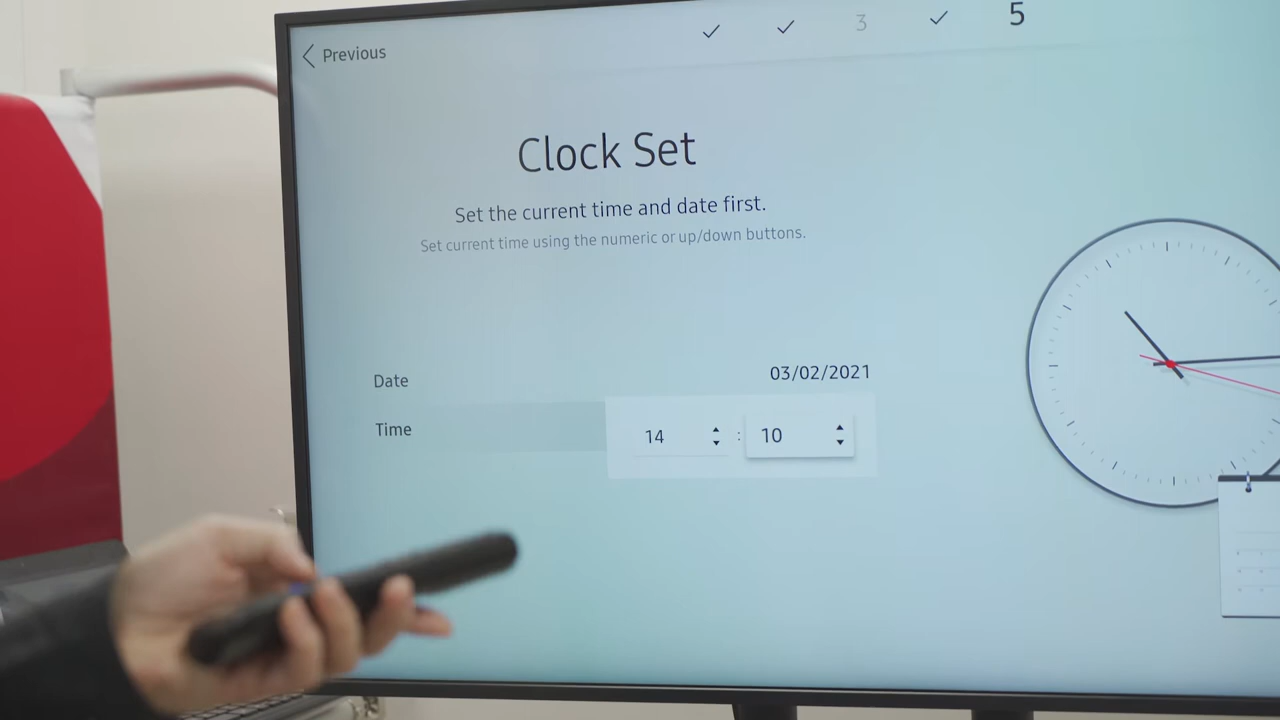 Previous
3
5
Clock Set
Set the current time and date first.
Set current time using the numeric or up/down buttons.
Date 03/02/2021
Time 14 : 10